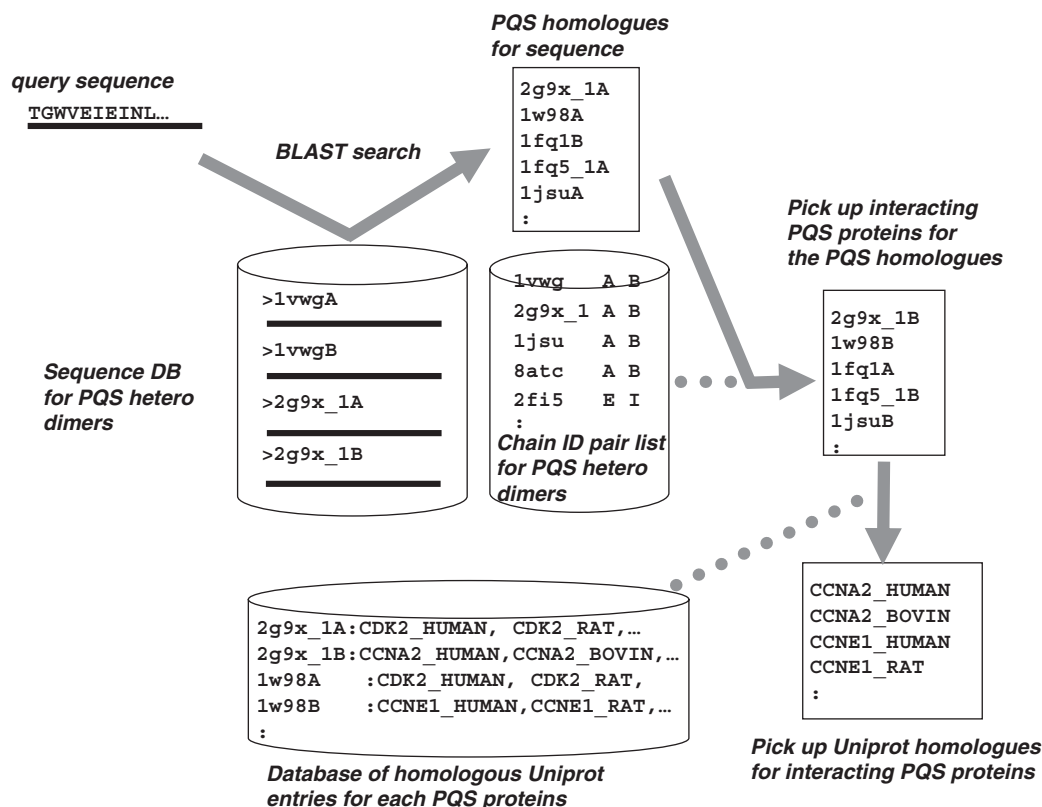 PQS homologues
for sequence
query sequence
TGWVEIEINL…
BLAST search
2g9x_1A
1w98A
1fq1B
1fq5_1A
1jsuA
:
Pick up interacting
PQS proteins for
the PQS homologues
Sequence DB
for PQS hetero
dimers
>1vwgA
>1vwgB
>2g9x_1A
>2g9x_1B
1vwg A B
2g9x_1 A B
1jsu A B
8atc A B
2fi5 E I
:
Chain ID pair list
for PQS hetero
dimers
2g9x_1B
1w98B
1fq1A
1fq5_1B
1jsuB
:
2g9x_1A:CDK2_HUMAN, CDK2_RAT,…
2g9x_1B:CCNA2_HUMAN,CCNA2_BOVIN,…
1w98A :CDK2_HUMAN, CDK2_RAT,
1w98B :CCNE1_HUMAN,CCNE1_RAT,…
:
Database of homologous Uniprot
entries for each PQS proteins
CCNA2_HUMAN
CCNA2_BOVIN
CCNE1_HUMAN
CCNE1_RAT
:
Pick up Uniprot homologues
for interacting PQS proteins